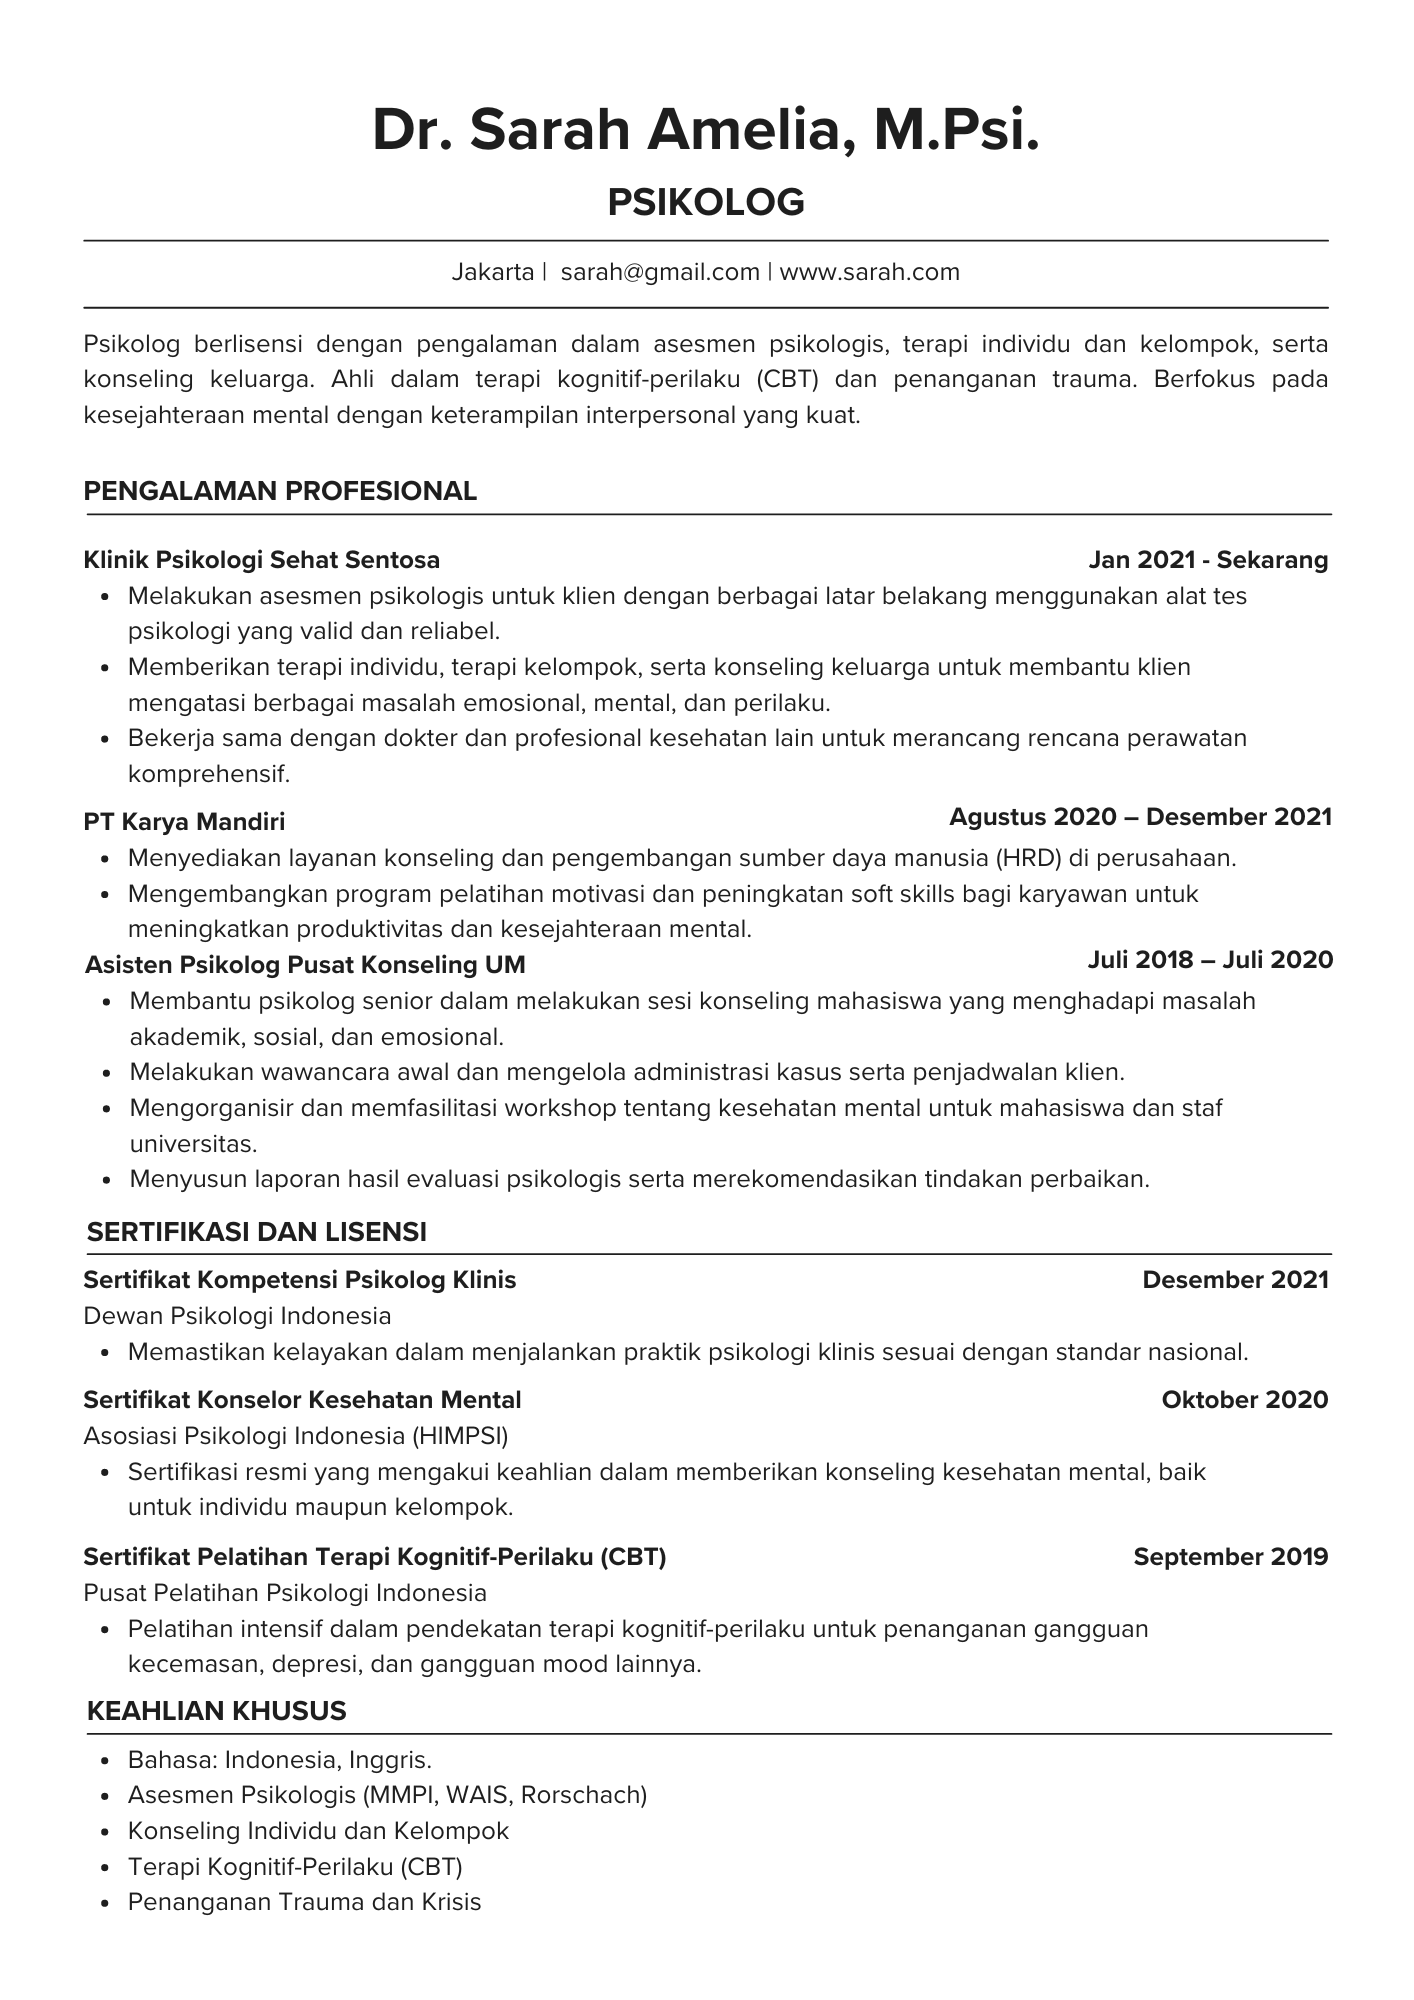 Dr. Sarah Amelia, M.Psi.
PSIKOLOG
Jakarta | sarah@gmail.com | www.sarah.com
Psikolog berlisensi dengan pengalaman dalam asesmen psikologis, terapi individu dan kelompok, serta
konseling keluarga. Ahli dalam terapi kognitif-perilaku (CBT) dan penanganan trauma. Berfokus pada
kesejahteraan mental dengan keterampilan interpersonal yang kuat.
PENGALAMAN PROFESIONAL
Klinik Psikologi Sehat Sentosa Jan 2021 - Sekarang
• Melakukan asesmen psikologis untuk klien dengan berbagai latar belakang menggunakan alat tes
psikologi yang valid dan reliabel.
• Memberikan terapi individu, terapi kelompok, serta konseling keluarga untuk membantu klien
mengatasi berbagai masalah emosional, mental, dan perilaku.
• Bekerja sama dengan dokter dan profesional kesehatan lain untuk merancang rencana perawatan
komprehensif.
PT Karya Mandiri Agustus 2020 – Desember 2021
• Menyediakan layanan konseling dan pengembangan sumber daya manusia (HRD) di perusahaan.
• Mengembangkan program pelatihan motivasi dan peningkatan soft skills bagi karyawan untuk
meningkatkan produktivitas dan kesejahteraan mental.
Asisten Psikolog Pusat Konseling UM Juli 2018 – Juli 2020
• Membantu psikolog senior dalam melakukan sesi konseling mahasiswa yang menghadapi masalah
akademik, sosial, dan emosional.
• Melakukan wawancara awal dan mengelola administrasi kasus serta penjadwalan klien.
• Mengorganisir dan memfasilitasi workshop tentang kesehatan mental untuk mahasiswa dan staf
universitas.
• Menyusun laporan hasil evaluasi psikologis serta merekomendasikan tindakan perbaikan.
SERTIFIKASI DAN LISENSI
Sertifikat Kompetensi Psikolog Klinis Desember 2021
Dewan Psikologi Indonesia
• Memastikan kelayakan dalam menjalankan praktik psikologi klinis sesuai dengan standar nasional.
Sertifikat Konselor Kesehatan Mental Oktober 2020
Asosiasi Psikologi Indonesia (HIMPSI)
• Sertifikasi resmi yang mengakui keahlian dalam memberikan konseling kesehatan mental, baik
untuk individu maupun kelompok.
Sertifikat Pelatihan Terapi Kognitif-Perilaku (CBT) September 2019
Pusat Pelatihan Psikologi Indonesia
• Pelatihan intensif dalam pendekatan terapi kognitif-perilaku untuk penanganan gangguan
kecemasan, depresi, dan gangguan mood lainnya.
KEAHLIAN KHUSUS
• Bahasa: Indonesia, Inggris.
• Asesmen Psikologis (MMPI, WAIS, Rorschach)
• Konseling Individu dan Kelompok
• Terapi Kognitif-Perilaku (CBT)
• Penanganan Trauma dan Krisis